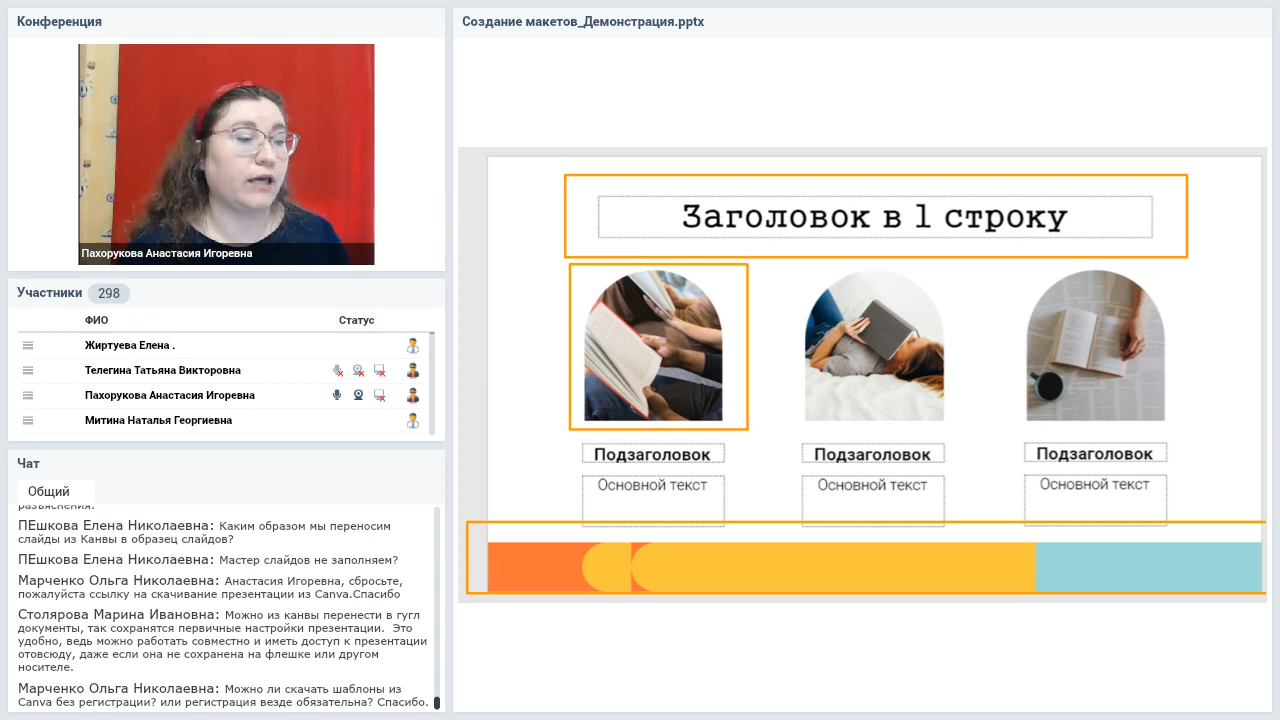 Конференция
Пахорукова Анастасия Игоревна
Участники 298
ФИО Статус
Жиртуева Елена .
Телегина Татьяна Викторовна
Пахорукова Анастасия Игоревна
Митина Наталья Георгиевна
Чат
Общий
разъяснения.
ПЕшкова Елена Николаевна: Каким образом мы переносим
слайды из Канвы в образец слайдов?
ПЕшкова Елена Николаевна: Мастер слайдов не заполняем?
Марченко Ольга Николаевна: Анастасия Игоревна, сбросьте,
пожалуйста ссылку на скачивание презентации из Canva.Спасибо
Столярова Марина Ивановна: Можно из канвы перенести в гугл
документы, так сохранятся первичные настройки презентации. Это
удобно, ведь можно работать совместно и иметь доступ к презентации
отовсюду, даже если она не сохранена на флешке или другом
носителе.
Марченко Ольга Николаевна: Можно ли скачать шаблоны из
Canva без регистрации? или регистрация везде обязательна? Спасибо.
Создание макетов_Демонстрация.pptx
Заголовок в 1 строку
Подзаголовок Подзаголовок Подзаголовок
Основной текст Основной текст Основной текст